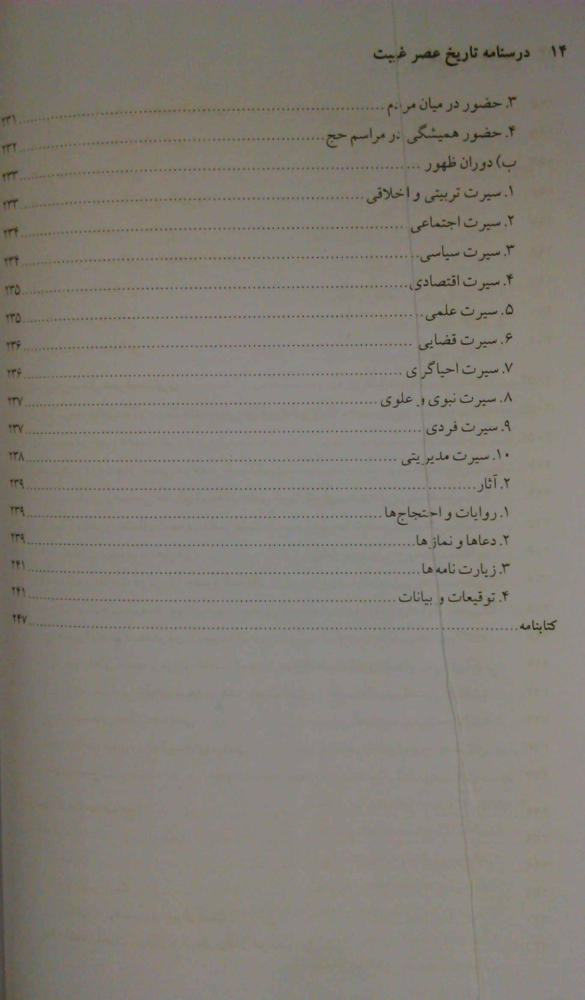 ۱۴ درسنامه تاریخ عصر غیبت
۳. حضور در میان مردم ........ ۲۳۱
۴. حضور همیشگی در مراسم حج ........ ۲۳۲
ب) دوران ظهور ........ ۲۳۳
۱. سیرت تربیتی و اخلاقی ........ ۲۳۳
۲. سیرت اجتماعی ........ ۲۳۴
۳. سیرت سیاسی ........ ۲۳۴
۴. سیرت اقتصادی ........ ۲۳۵
۵. سیرت علمی ........ ۲۳۵
۶. سیرت قضایی ........ ۲۳۶
۷. سیرت احیاگری ........ ۲۳۶
۸. سیرت نبوی و علوی ........ ۲۳۷
۹. سیرت فردی ........ ۲۳۷
۱۰. سیرت مدیریتی ........ ۲۳۸
۲. آثار ........ ۲۳۹
۱. روایات و احتجاج‌ها ........ ۲۳۹
۲. دعاها و نمازها ........ ۲۳۹
۳. زیارت نامه‌ها ........ ۲۴۱
۴. توقیعات و بیانات ........ ۲۴۱
کتابنامه ........ ۲۴۷